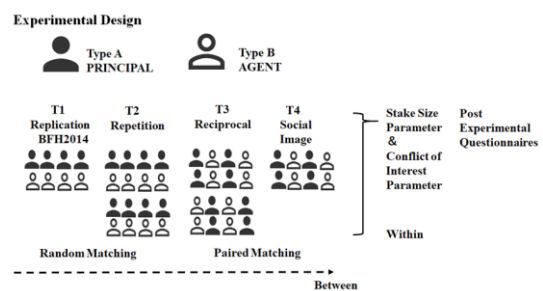 Experimental Design
Type A
PRINCIPAL
Type B
AGENT
T1
Replication
BFH2014
T2
Repetition
T3
Reciprocal
T4
Social
Image
Stake Size
Parameter
&
Conflict of
Interest
Parameter
Post
Experimental
Questionnaires
Within
Random Matching
Paired Matching
Between